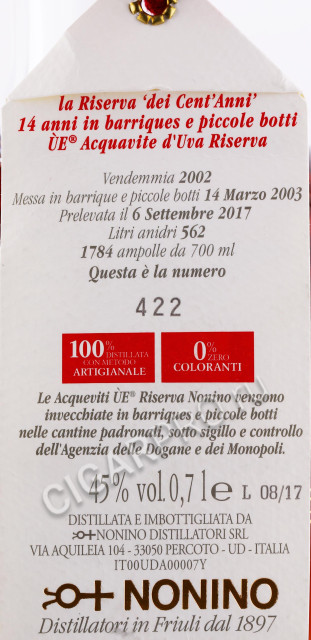 la Riserva 'dei Cent'Anni'
14 anni in barriques e piccole botti
ÙE® Acquavite d'Uva Riserva
Vendemmia 2002
Messa in barrique e piccole botti 14 Marzo 2003
Prelevata il 6 Settembre 2017
Litri anidri 562
1784 ampolle da 700 ml
Questa è la numero
422
100% DISTILLATA CON METODO ARTIGIANALE
0% ZERO COLORANTI
Le Acqueviti ÙE® Riserva Nonino vengono
invecchiate in barriques e piccole botti
nelle cantine padronali, sotto sigillo e controllo
dell'Agenzia delle Dogane e dei Monopoli.
45% vol. 0,7 l e L 08/17
DISTILLATA E IMBOTTIGLIATA DA
NONINO DISTILLATORI SRL
VIA AQUILEIA 104 - 33050 PERCOTO - UD - ITALIA
IT00UDA00007Y
NONINO
Distillatori in Friuli dal 1897